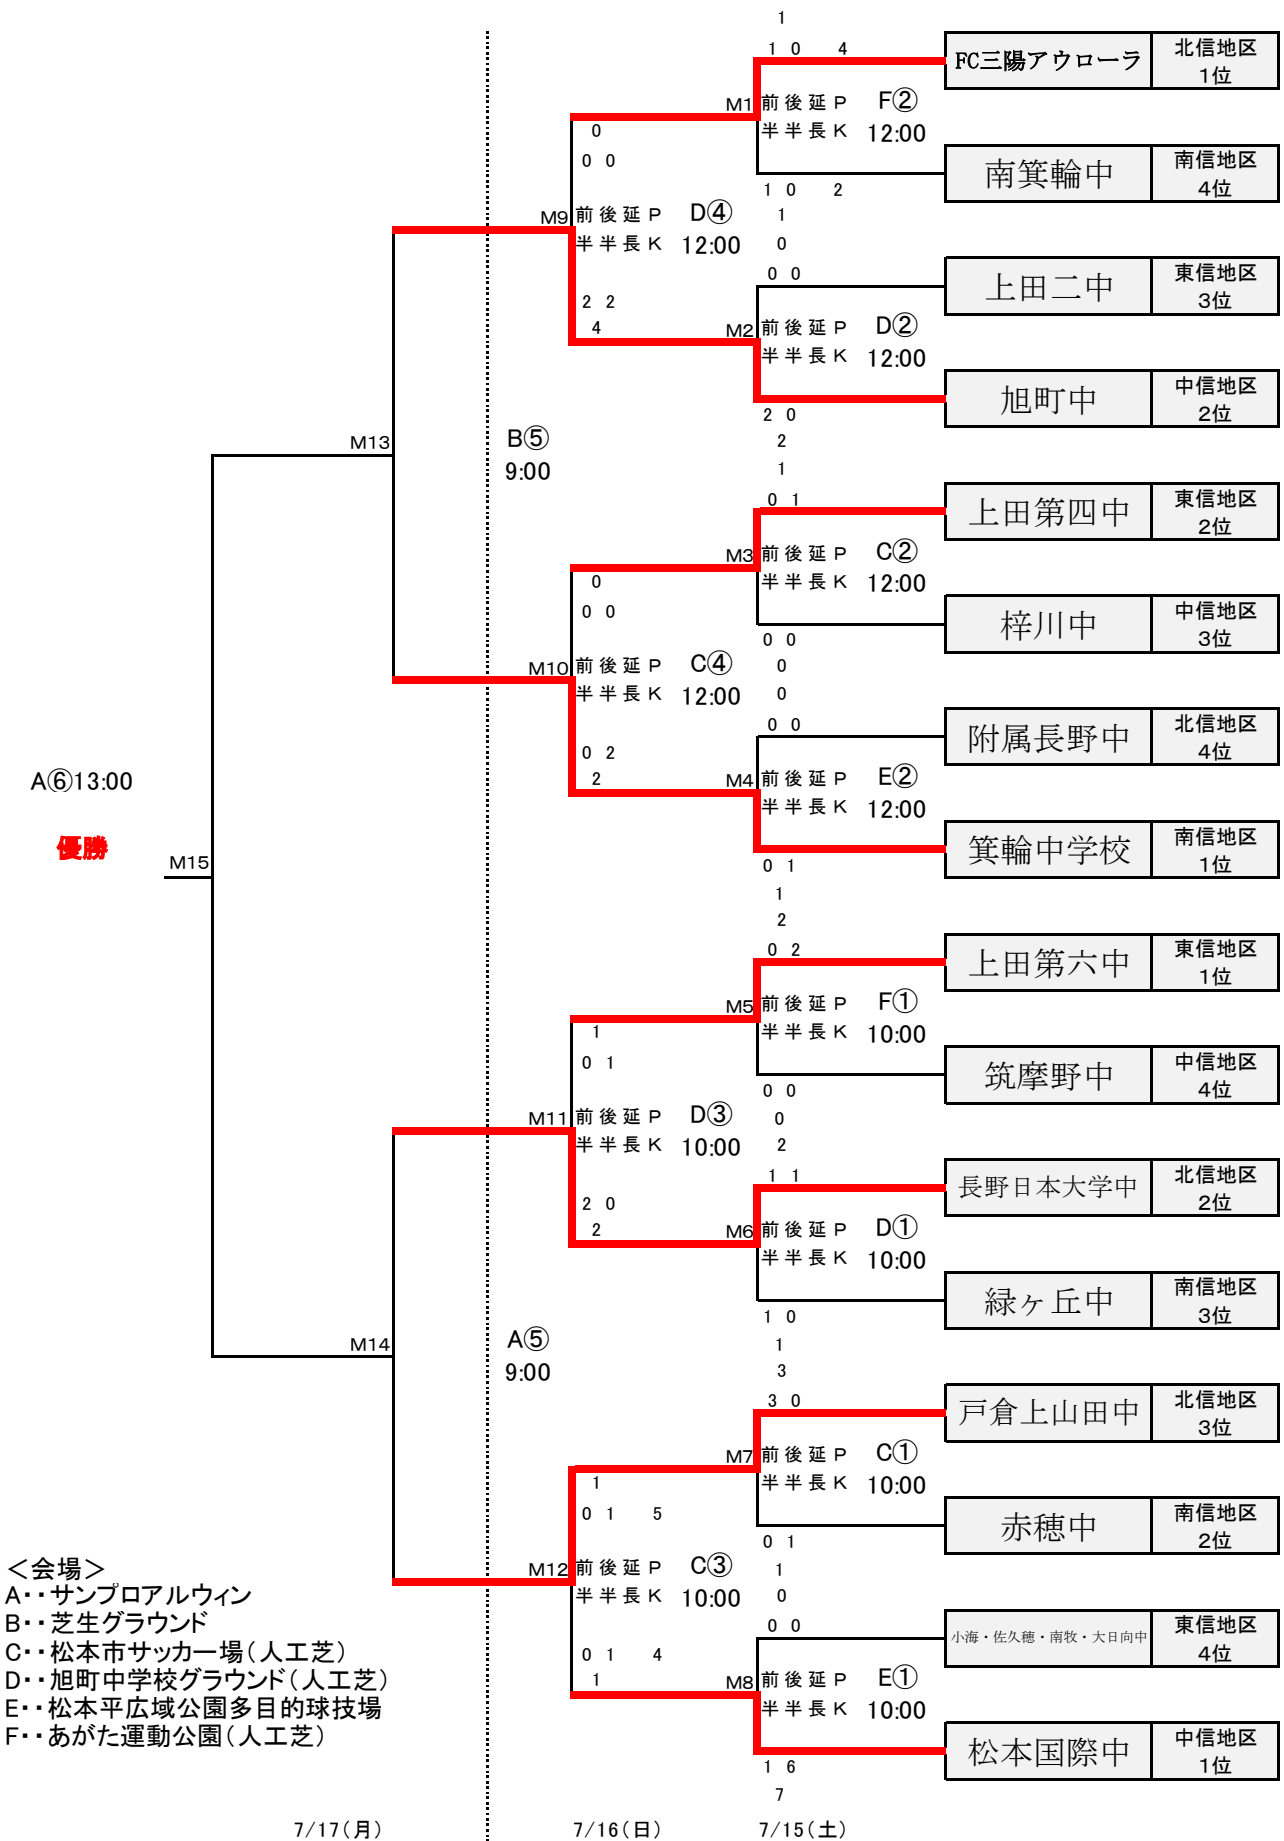 1
1 0 4
FC三陽アウローラ 北信地区
1位
M1 前後延P F②
半半長K 12:00
0
0 0
南箕輪中 南信地区
4位
1 0 2
1
M9 前後延P D④
半半長K 12:00
0
0 0
上田二中 東信地区
3位
2 2
4
M2 前後延P D②
半半長K 12:00
旭町中 中信地区
2位
2 0
2
M13
B⑤
9:00
1
0 1
上田第四中 東信地区
2位
M3 前後延P C②
半半長K 12:00
0
0 0
梓川中 中信地区
3位
0 0
0
M10 前後延P C④
半半長K 12:00
0
0 0
附属長野中 北信地区
4位
0 2
2
M4 前後延P E②
半半長K 12:00
A⑥13:00
優勝
M15
箕輪中学校 南信地区
1位
0 1
1
2
0 2
上田第六中 東信地区
1位
M5 前後延P F①
半半長K 10:00
1
0 1
筑摩野中 中信地区
4位
0 0
0
M11 前後延P D③
半半長K 10:00
2
1 1
長野日本大学中 北信地区
2位
2 0
2
M6 前後延P D①
半半長K 10:00
緑ヶ丘中 南信地区
3位
1 0
1
M14
A⑤
9:00
3
3 0
戸倉上山田中 北信地区
3位
M7 前後延P C①
半半長K 10:00
1
0 1 5
赤穂中 南信地区
2位
0 1
1
M12 前後延P C③
半半長K 10:00
0
0 0
小海・佐久穂・南牧・大日向中 東信地区
4位
0 1 4
1
M8 前後延P E①
半半長K 10:00
松本国際中 中信地区
1位
1 6
7
＜会場＞
A・・サンプロアルウィン
B・・芝生グラウンド
C・・松本市サッカー場（人工芝）
D・・旭町中学校グラウンド（人工芝）
E・・松本平広域公園多目的球技場
F・・あがた運動公園（人工芝）
7/17（月） 7/16（日） 7/15（土）